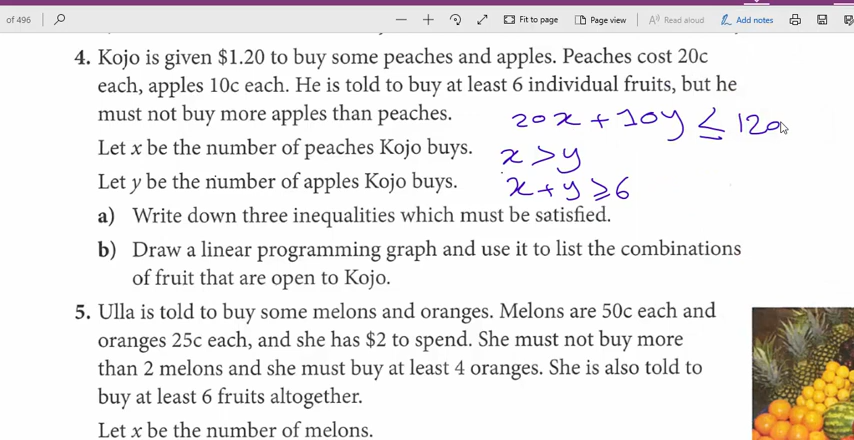 of 496 Fit to page Page view Read aloud Add notes
4. Kojo is given $1.20 to buy some peaches and apples. Peaches cost 20c
each, apples 10c each. He is told to buy at least 6 individual fruits, but he
must not buy more apples than peaches.
20x + 10y ≤ 120
Let x be the number of peaches Kojo buys.
x > y
Let y be the number of apples Kojo buys.
x + y ⩾ 6
a) Write down three inequalities which must be satisfied.
b) Draw a linear programming graph and use it to list the combinations
of fruit that are open to Kojo.
5. Ulla is told to buy some melons and oranges. Melons are 50c each and
oranges 25c each, and she has $2 to spend. She must not buy more
than 2 melons and she must buy at least 4 oranges. She is also told to
buy at least 6 fruits altogether.
Let x be the number of melons.